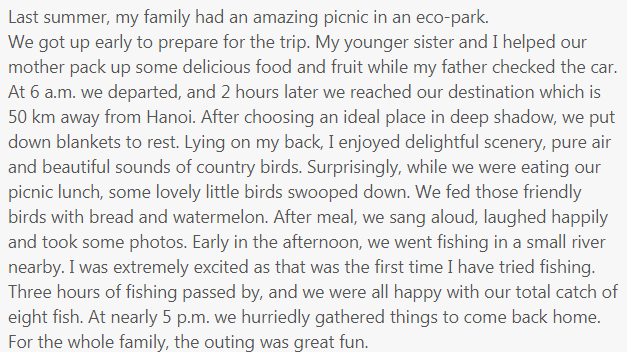 Last summer, my family had an amazing picnic in an eco-park.
We got up early to prepare for the trip. My younger sister and I helped our
mother pack up some delicious food and fruit while my father checked the car.
At 6 a.m. we departed, and 2 hours later we reached our destination which is
50 km away from Hanoi. After choosing an ideal place in deep shadow, we put
down blankets to rest. Lying on my back, I enjoyed delightful scenery, pure air
and beautiful sounds of country birds. Surprisingly, while we were eating our
picnic lunch, some lovely little birds swooped down. We fed those friendly
birds with bread and watermelon. After meal, we sang aloud, laughed happily
and took some photos. Early in the afternoon, we went fishing in a small river
nearby. I was extremely excited as that was the first time I have tried fishing.
Three hours of fishing passed by, and we were all happy with our total catch of
eight fish. At nearly 5 p.m. we hurriedly gathered things to come back home.
For the whole family, the outing was great fun.